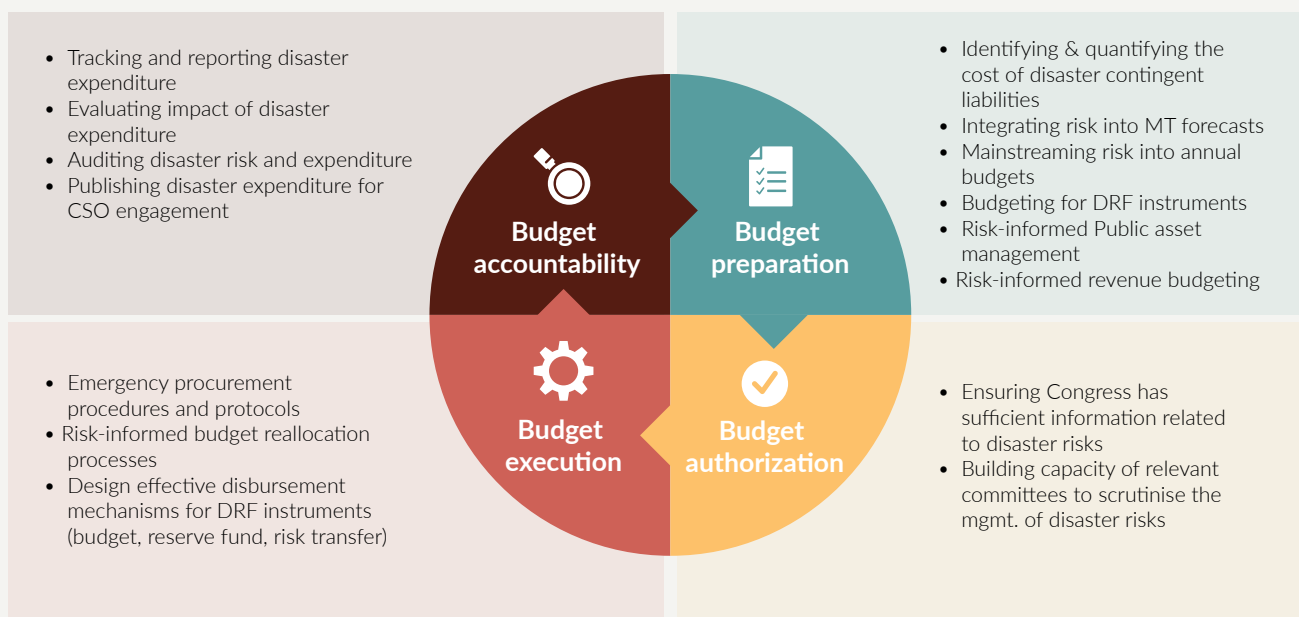 • Tracking and reporting disaster
expenditure
• Evaluating impact of disaster
expenditure
• Auditing disaster risk and expenditure
• Publishing disaster expenditure for
CSO engagement
Budget
accountability
Budget
preparation
• Identifying & quantifying the
cost of disaster contingent
liabilities
• Integrating risk into MT forecasts
• Mainstreaming risk into annual
budgets
• Budgeting for DRF instruments
• Risk-informed Public asset
management
• Risk-informed revenue budgeting
• Emergency procurement
procedures and protocols
• Risk-informed budget reallocation
processes
• Design effective disbursement
mechanisms for DRF instruments
(budget, reserve fund, risk transfer)
Budget
execution
Budget
authorization
• Ensuring Congress has
sufficient information related
to disaster risks
• Building capacity of relevant
committees to scrutinise the
mgmt. of disaster risks